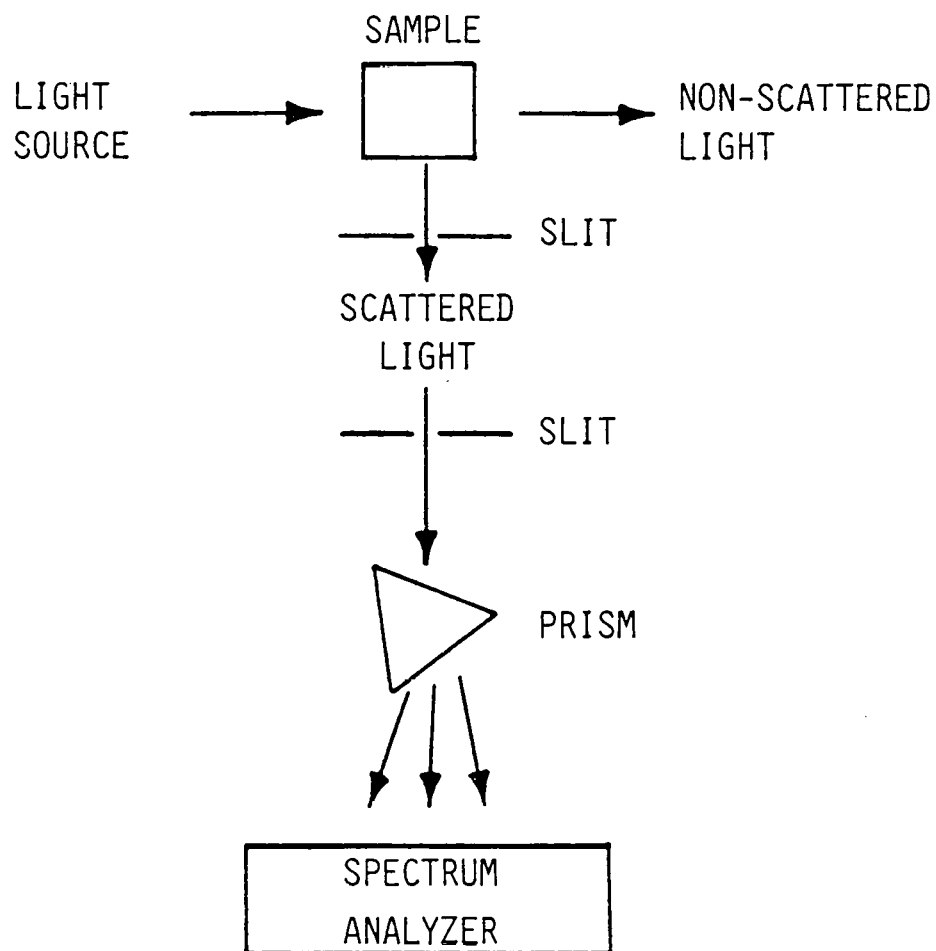 SAMPLE
LIGHT
SOURCE
NON-SCATTERED
LIGHT
SLIT
SCATTERED
LIGHT
SLIT
PRISM
SPECTRUM
ANALYZER